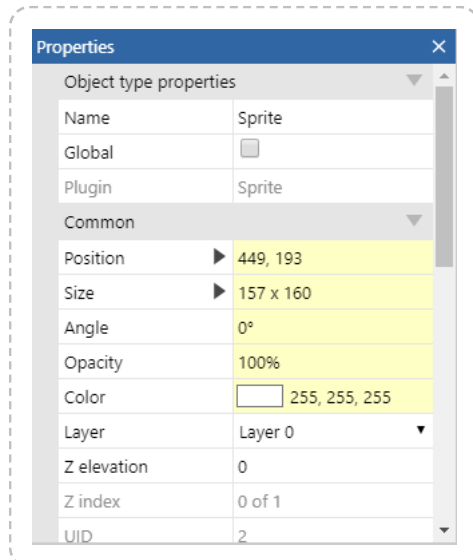 Properties
Object type properties
Name Sprite
Global
Plugin Sprite
Common
Position 449, 193
Size 157 x 160
Angle 0°
Opacity 100%
Color 255, 255, 255
Layer Layer 0
Z elevation 0
Z index 0 of 1
UID 2